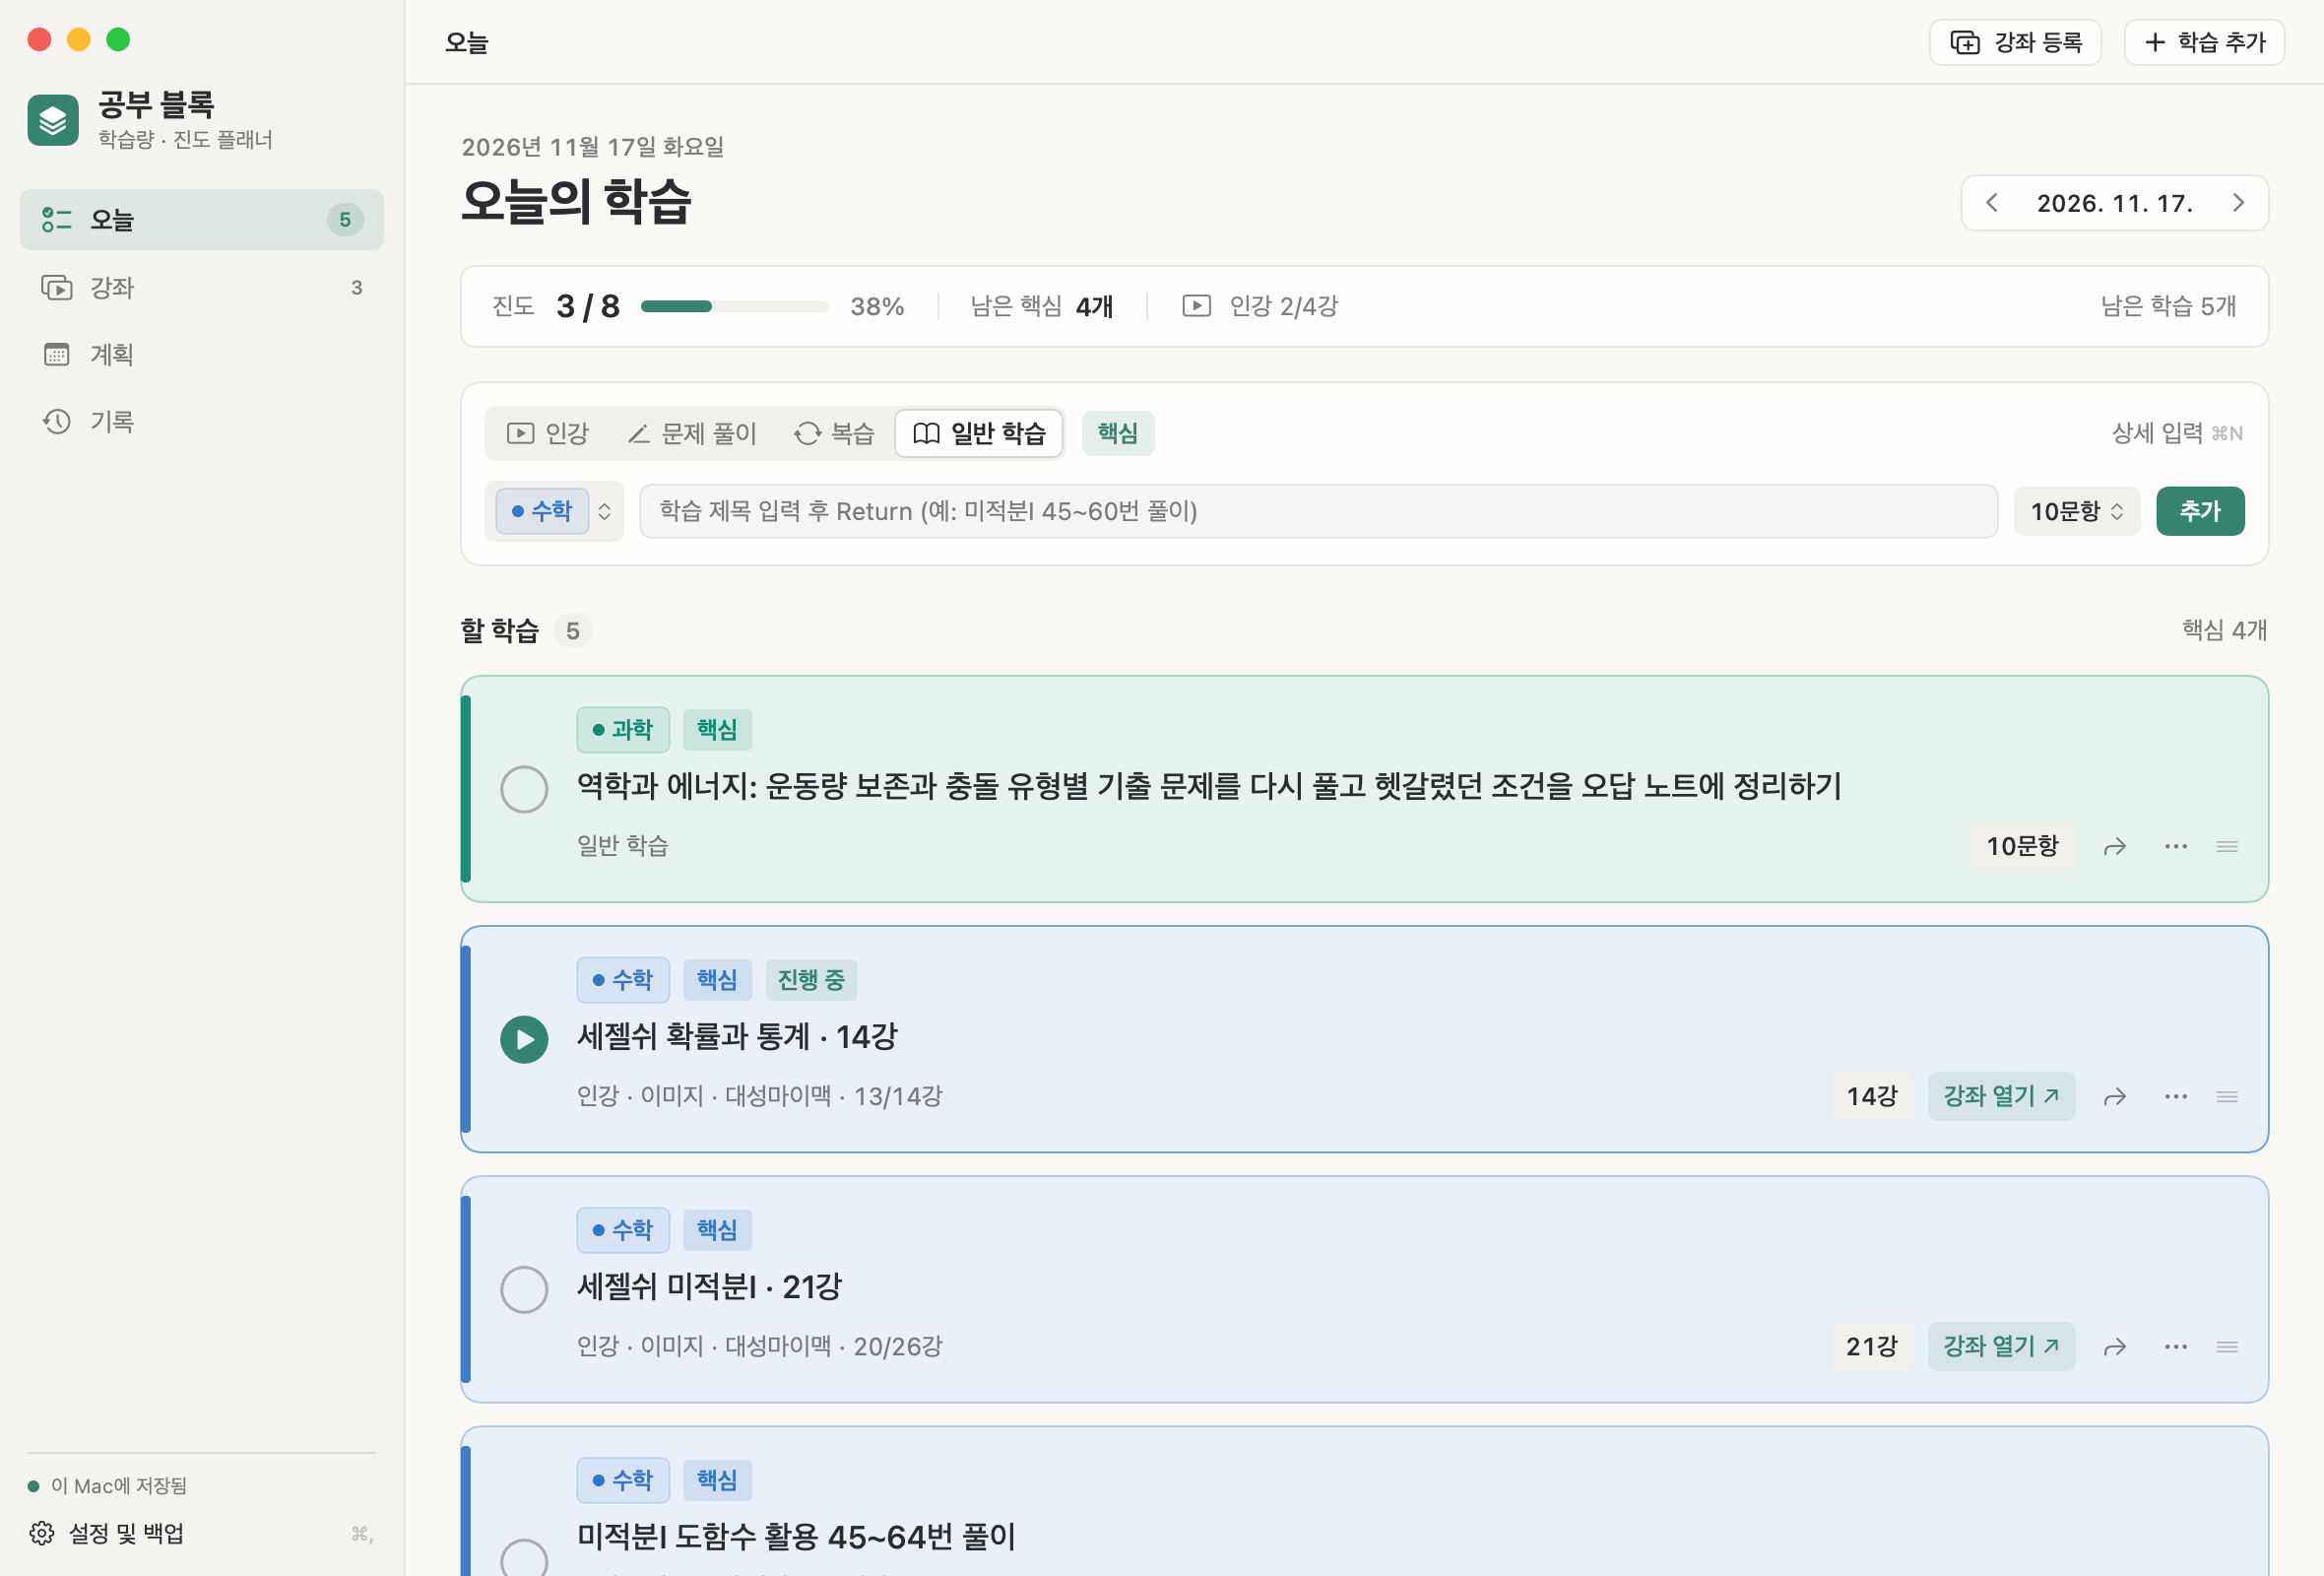 공부 블록
학습량 · 진도 플래너
오늘 5
강좌 3
계획
기록
이 Mac에 저장됨
설정 및 백업 ⌘,
오늘
강좌 등록
학습 추가
2026년 11월 17일 화요일
오늘의 학습
2026. 11. 17.
진도 3 / 8 38% 남은 핵심 4개 인강 2/4강 남은 학습 5개
인강 문제 풀이 복습 일반 학습 핵심 상세 입력 ⌘N
수학 학습 제목 입력 후 Return (예: 미적분I 45~60번 풀이) 10문항 추가
할 학습 5 핵심 4개
과학 핵심
역학과 에너지: 운동량 보존과 충돌 유형별 기출 문제를 다시 풀고 헷갈렸던 조건을 오답 노트에 정리하기
일반 학습 10문항
수학 핵심 진행 중
세젤쉬 확률과 통계 · 14강
인강 · 이미지 · 대성마이맥 · 13/14강 14강 강좌 열기
수학 핵심
세젤쉬 미적분I · 21강
인강 · 이미지 · 대성마이맥 · 20/26강 21강 강좌 열기
수학 핵심
미적분I 도함수 활용 45~64번 풀이